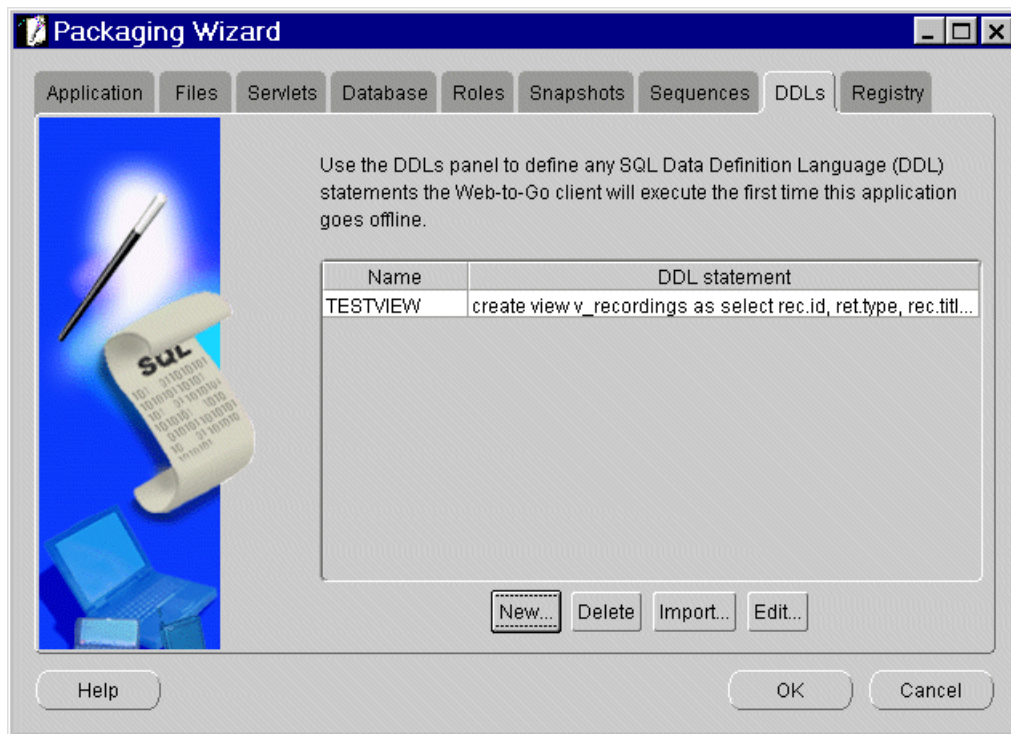 Packaging Wizard
Application Files Servlets Database Roles Snapshots Sequences DDLs Registry
Use the DDLs panel to define any SQL Data Definition Language (DDL)
statements the Web-to-Go client will execute the first time this application
goes offline.
Name DDL statement
TESTVIEW create view v_recordings as select rec.id, ret.type, rec.titl...
SQL
New... Delete Import... Edit...
Help OK Cancel